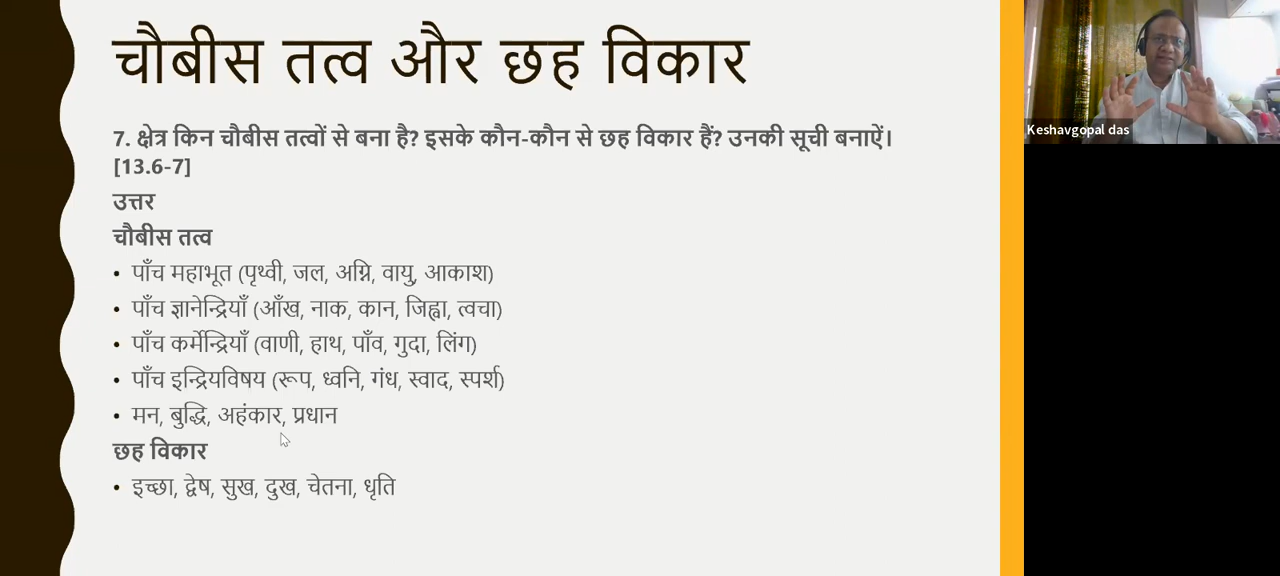 चौबीस तत्व और छह विकार
7. क्षेत्र किन चौबीस तत्वों से बना है? इसके कौन-कौन से छह विकार हैं? उनकी सूची बनाऐं।
[13.6-7]
उत्तर
चौबीस तत्व
• पाँच महाभूत (पृथ्वी, जल, अग्नि, वायु, आकाश)
• पाँच ज्ञानेन्द्रियाँ (आँख, नाक, कान, जिह्वा, त्वचा)
• पाँच कर्मेन्द्रियाँ (वाणी, हाथ, पाँव, गुदा, लिंग)
• पाँच इन्द्रियविषय (रूप, ध्वनि, गंध, स्वाद, स्पर्श)
• मन, बुद्धि, अहंकार, प्रधान
छह विकार
• इच्छा, द्वेष, सुख, दुख, चेतना, धृति
Keshavgopal das